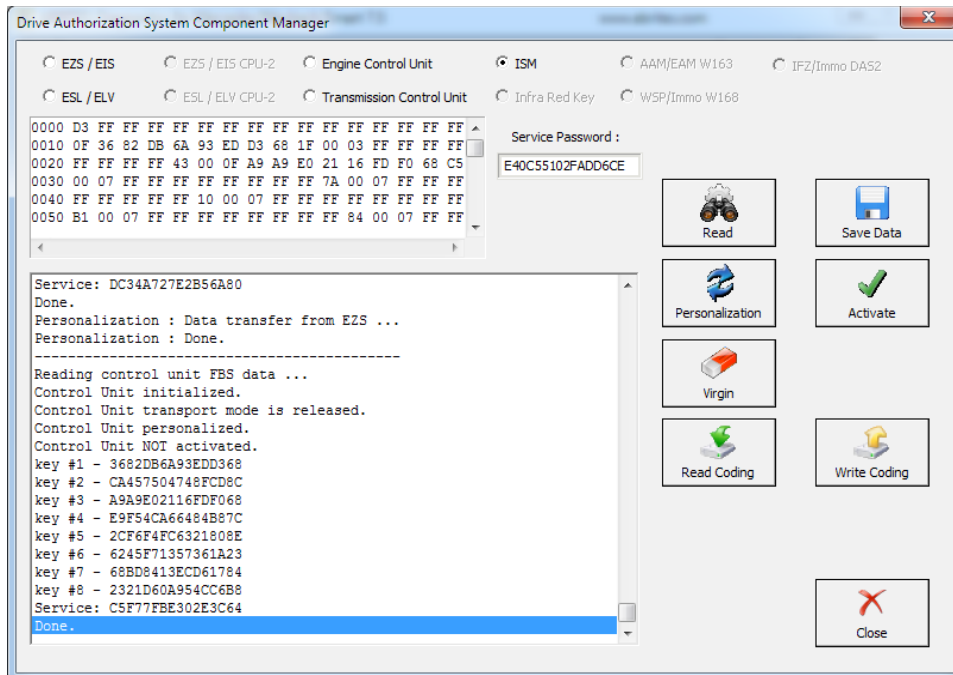 Drive Authorization System Component Manager
EZS / EIS EZS / EIS CPU-2 Engine Control Unit ISM AAM/EAM W163 IFZ/Immo DAS2
ESL / ELV ESL / ELV CPU-2 Transmission Control Unit Infra Red Key WSP/Immo W168
0000 D3 FF FF FF FF FF FF FF FF FF FF FF FF FF FF FF
0010 0F 36 82 DB 6A 93 ED D3 68 1F 00 03 FF FF FF FF
0020 FF FF FF FF 43 00 0F A9 A9 E0 21 16 FD F0 68 C5
0030 00 07 FF FF FF FF FF FF FF FF 7A 00 07 FF FF FF
0040 FF FF FF FF FF 10 00 07 FF FF FF FF FF FF FF FF
0050 B1 00 07 FF FF FF FF FF FF FF FF 84 00 07 FF FF
Service Password :
E40C55102FADD6CE
Read
Save Data
Personalization
Activate
Virgin
Read Coding
Write Coding
Close
Service: DC34A727E2B56A80
Done.
Personalization : Data transfer from EZS ...
Personalization : Done.
--------------------------------------------
Reading control unit FBS data ...
Control Unit initialized.
Control Unit transport mode is released.
Control Unit personalized.
Control Unit NOT activated.
key #1 - 3682DB6A93EDD368
key #2 - CA457504748FCD8C
key #3 - A9A9E02116FDF068
key #4 - E9F54CA66484B87C
key #5 - 2CF6F4FC6321808E
key #6 - 6245F71357361A23
key #7 - 68BD8413ECD61784
key #8 - 2321D60A954CC6B8
Service: C5F77FBE302E3C64
Done.